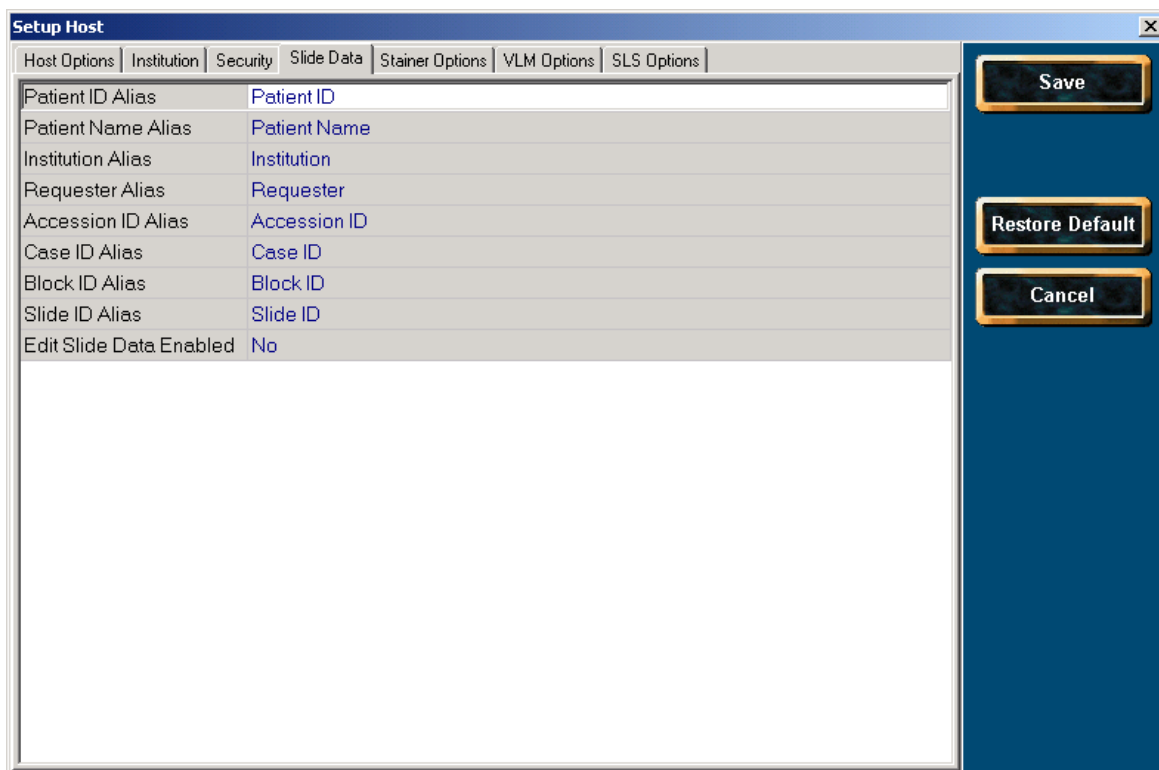 Setup Host
Host Options Institution Security Slide Data Stainer Options VLM Options SLS Options
Patient ID Alias Patient ID
Patient Name Alias Patient Name
Institution Alias Institution
Requester Alias Requester
Accession ID Alias Accession ID
Case ID Alias Case ID
Block ID Alias Block ID
Slide ID Alias Slide ID
Edit Slide Data Enabled No
Save
Restore Default
Cancel